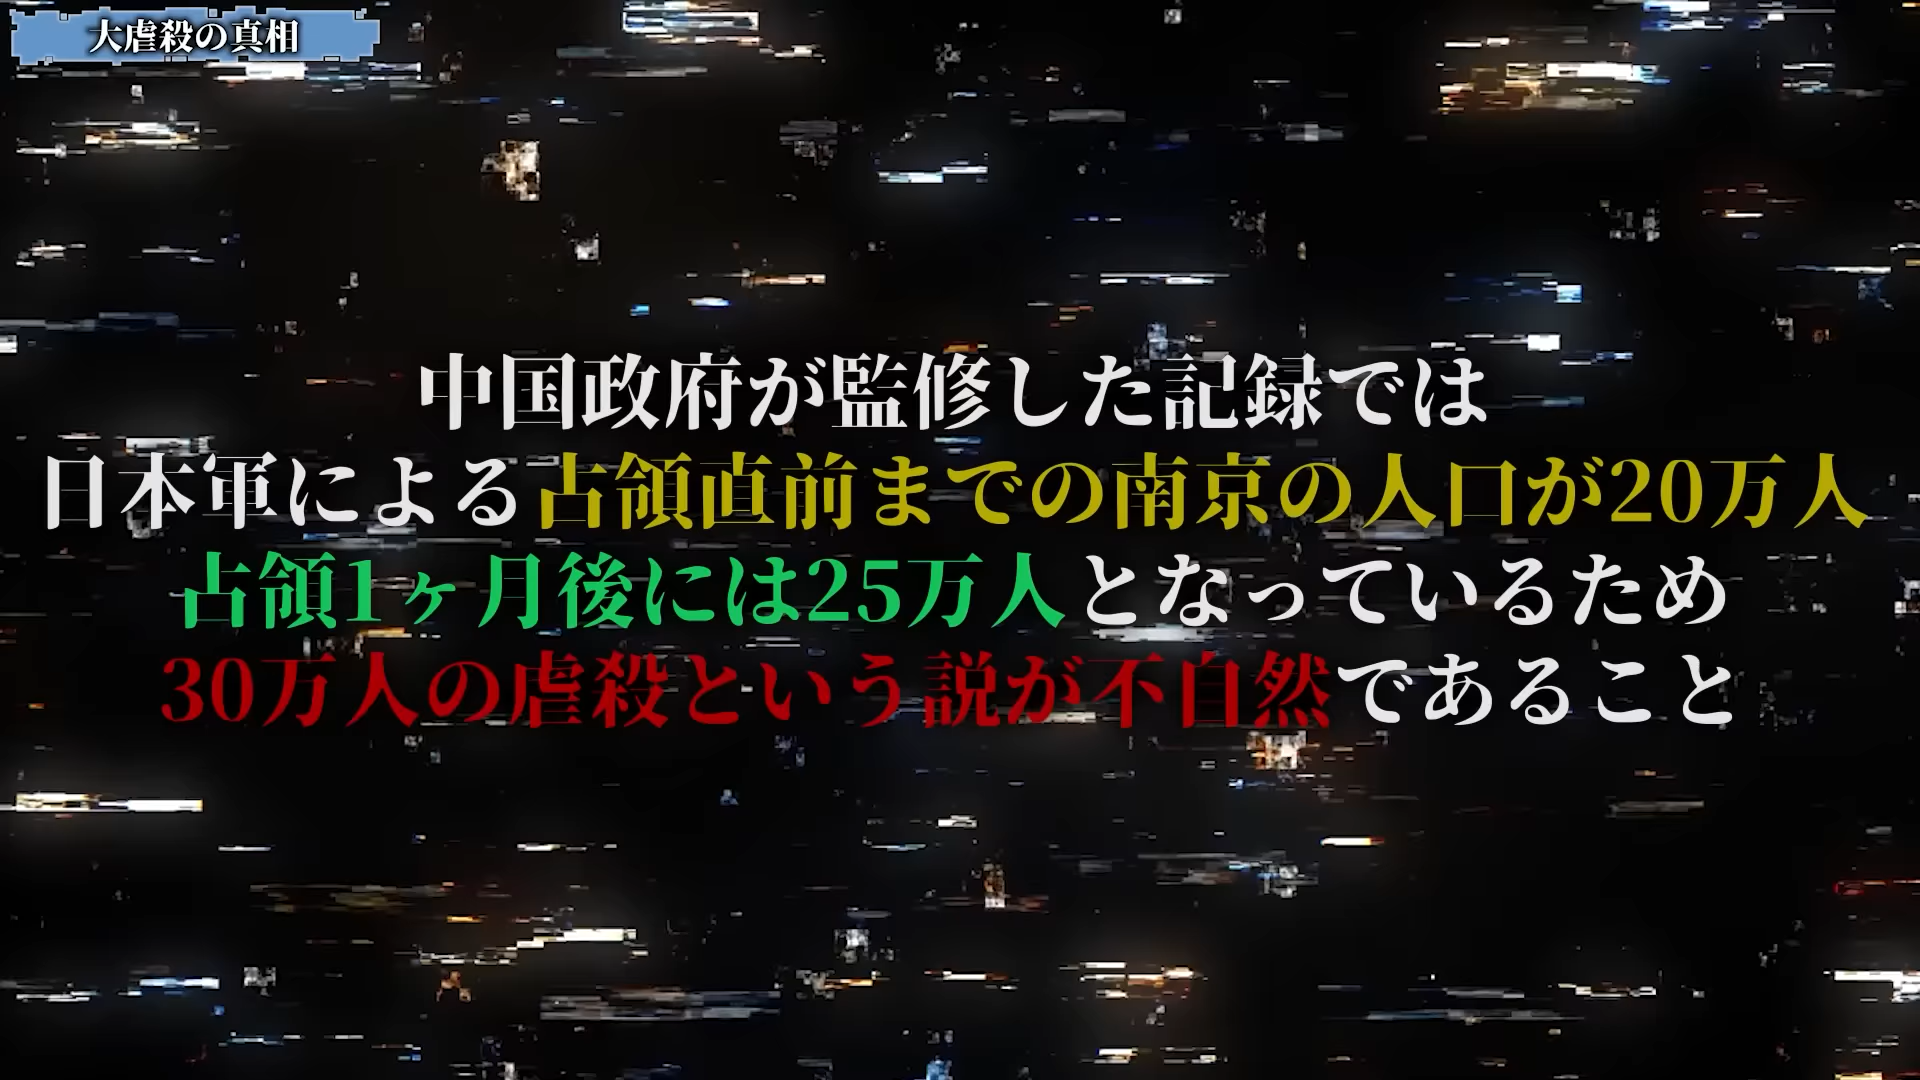 大虐殺の真相
中国政府が監修した記録では
日本軍による占領直前までの南京の人口が20万人
占領1ヶ月後には25万人となっているため
30万人の虐殺という説が不自然であること